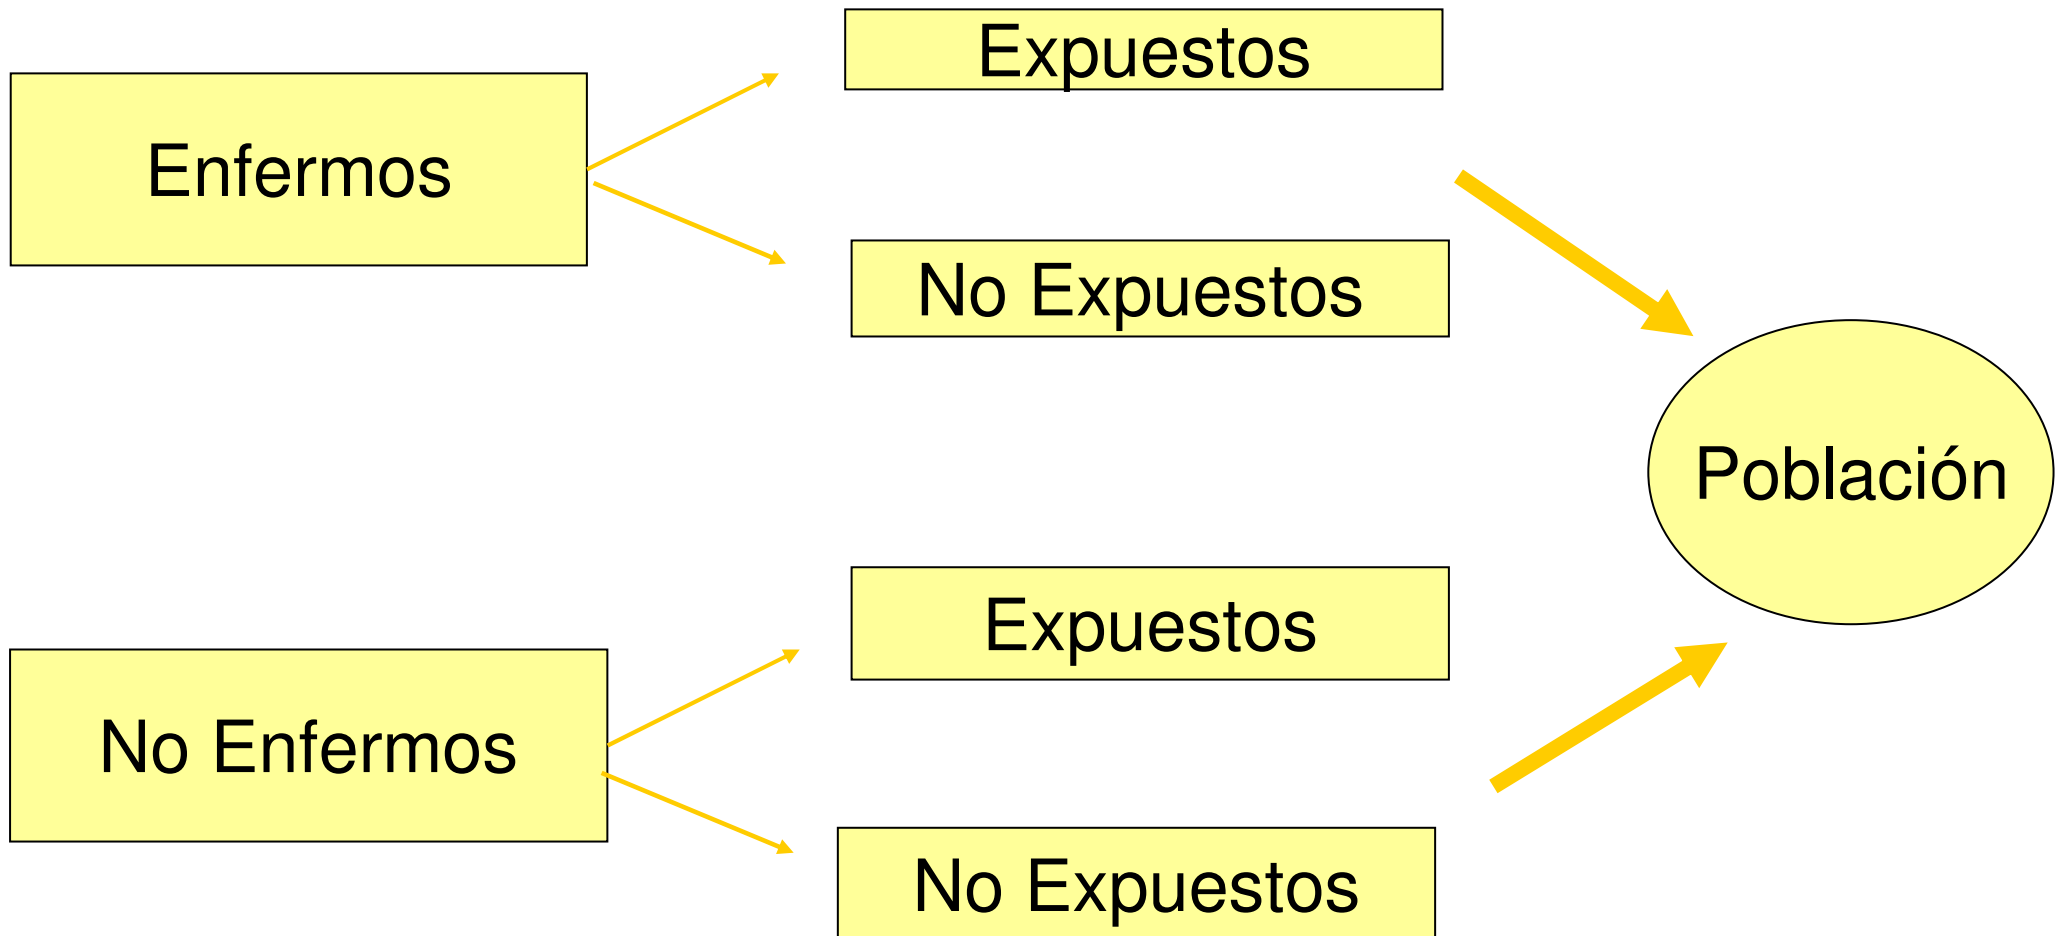 Expuestos
Enfermos
No Expuestos
Población
Expuestos
No Enfermos
No Expuestos